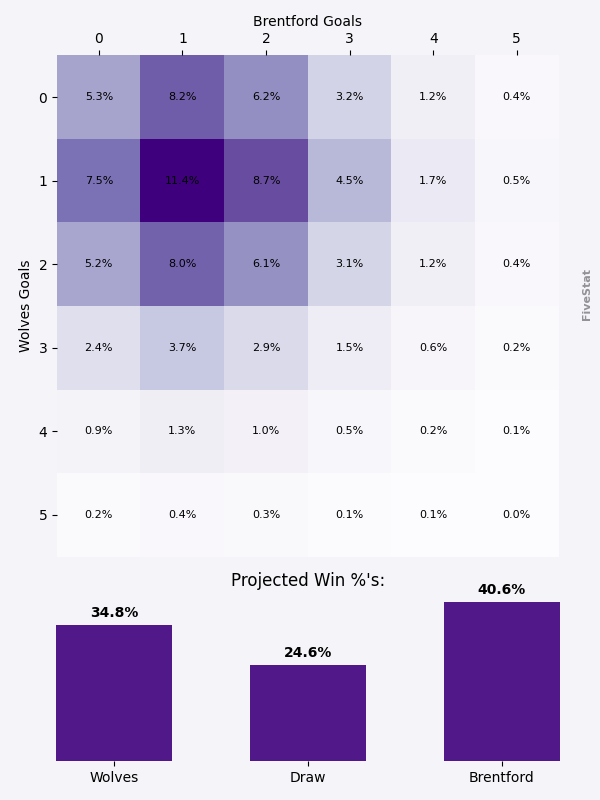 Brentford Goals
0 1 2 3 4 5
0 5.3% 8.2% 6.2% 3.2% 1.2% 0.4%
1 7.5% 11.4% 8.7% 4.5% 1.7% 0.5%
2 5.2% 8.0% 6.1% 3.1% 1.2% 0.4%
3 2.4% 3.7% 2.9% 1.5% 0.6% 0.2%
4 0.9% 1.3% 1.0% 0.5% 0.2% 0.1%
5 0.2% 0.4% 0.3% 0.1% 0.1% 0.0%
Wolves Goals
FiveStat
Projected Win %'s:
34.8% 24.6% 40.6%
Wolves Draw Brentford